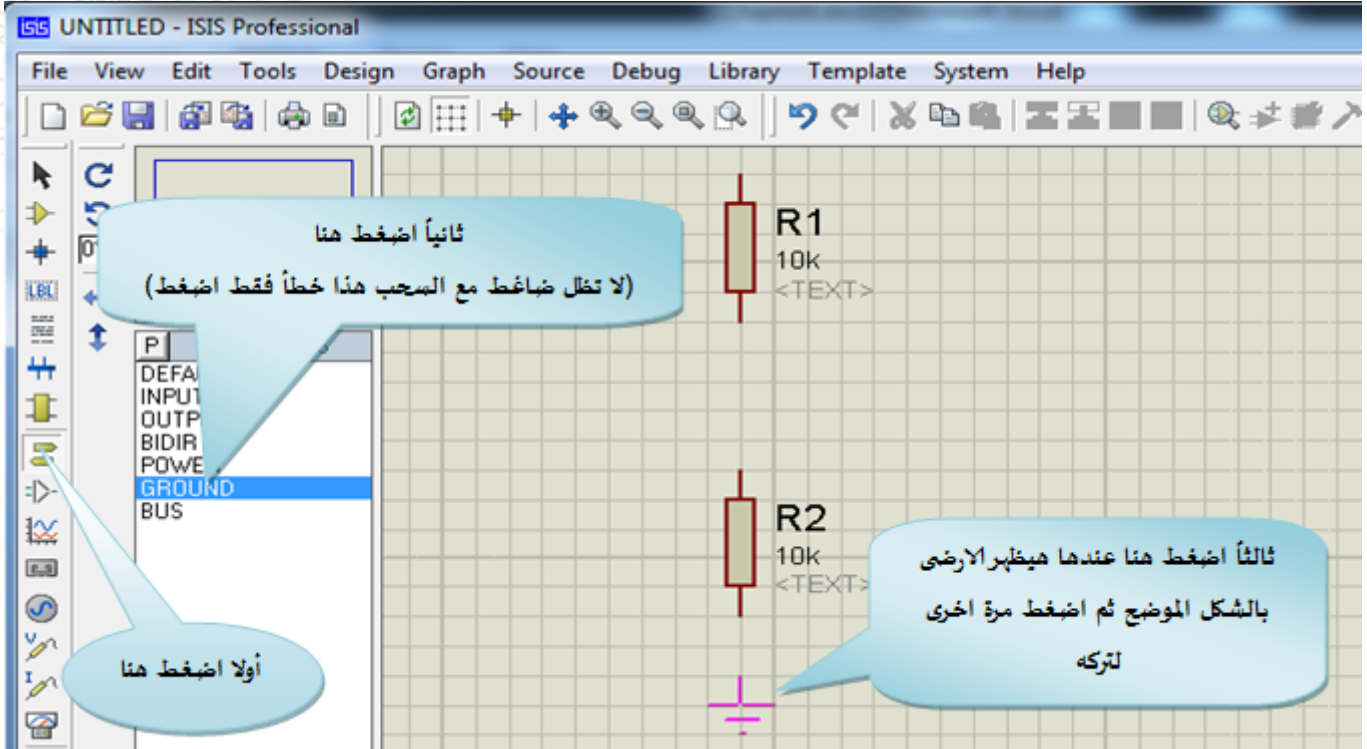 ISIS UNTITLED - ISIS Professional
File View Edit Tools Design Graph Source Debug Library Template System Help
LBL
ثانياً اضغط هنا
(لا تظل ضاغط مع السحب هذا خطأ فقط اضغط)
R1
10k
<TEXT>
P
DEFA
INPUT
OUTP
BIDIR
POWE
GROUND
BUS
R2
10k
<TEXT>
ثالثاً اضغط هنا عندها هيظهر الارضى
بالشكل الموضح ثم اضغط مرة اخرى
لتركه
أولا اضغط هنا
V
I